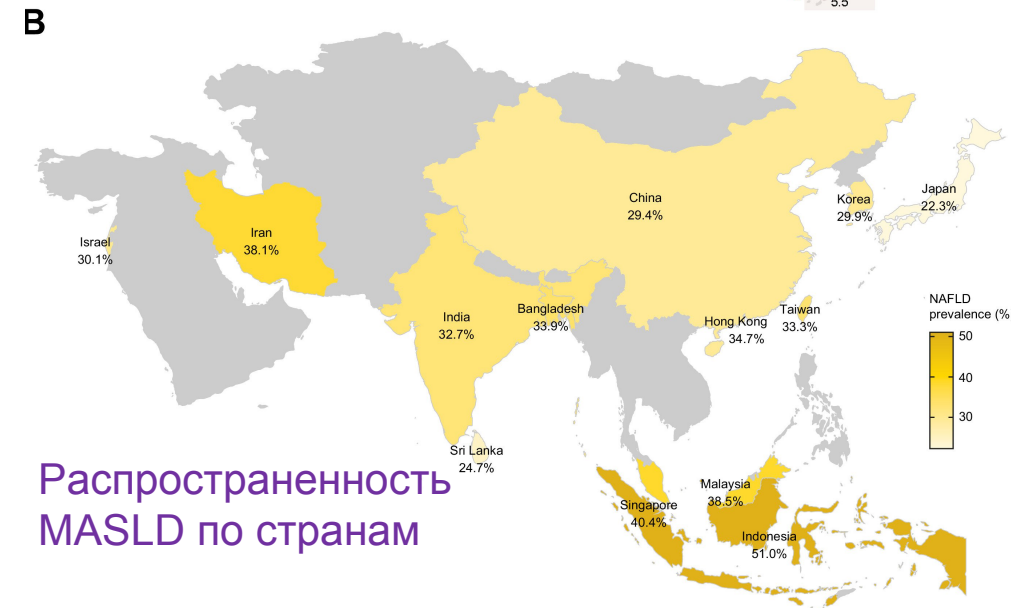 5.5
B
China
29.4%
Korea
29.9%
Japan
22.3%
Israel
30.1%
Iran
38.1%
India
32.7%
Bangladesh
33.9%
Hong Kong
34.7%
Taiwan
33.3%
NAFLD
prevalence (%
50
40
30
Sri Lanka
24.7%
Распространенность
MASLD по странам
Malaysia
38.5%
Singapore
40.4%
Indonesia
51.0%